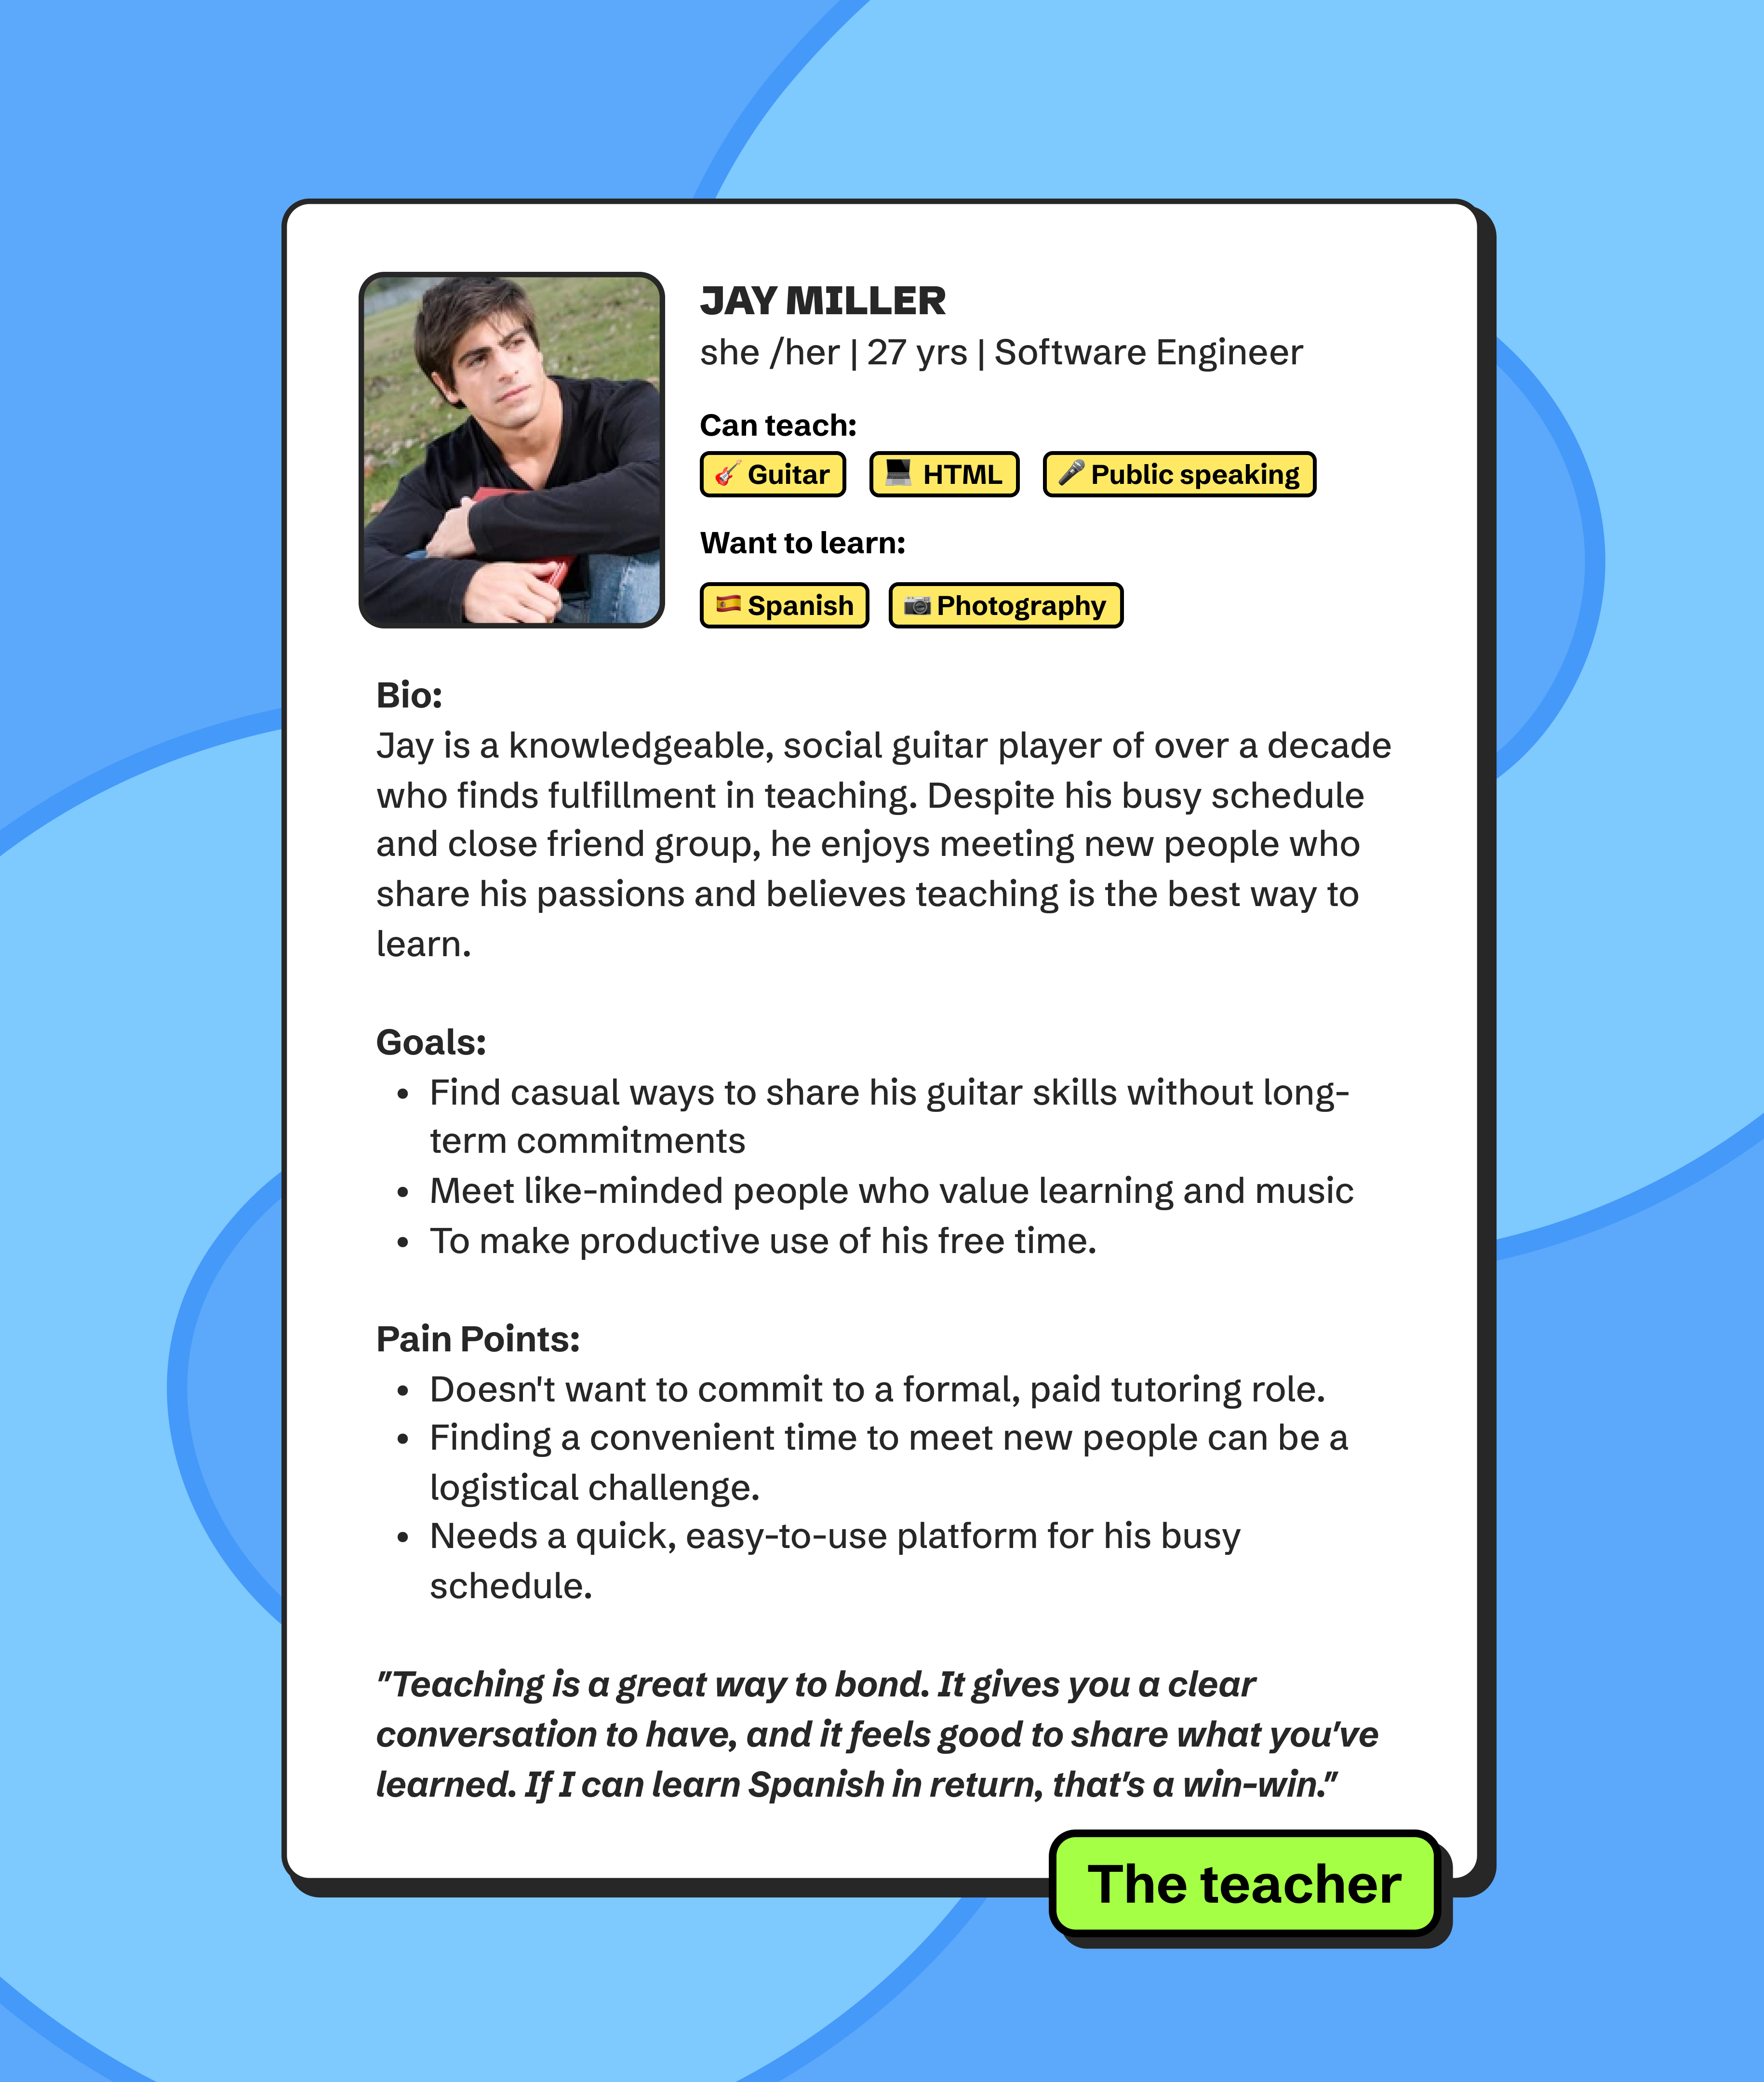 JAY MILLER
she /her | 27 yrs | Software Engineer
Can teach:
Guitar HTML Public speaking
Want to learn:
Spanish Photography
Bio:
Jay is a knowledgeable, social guitar player of over a decade
who finds fulfillment in teaching. Despite his busy schedule
and close friend group, he enjoys meeting new people who
share his passions and believes teaching is the best way to
learn.
Goals:
• Find casual ways to share his guitar skills without long-
term commitments
• Meet like-minded people who value learning and music
• To make productive use of his free time.
Pain Points:
• Doesn't want to commit to a formal, paid tutoring role.
• Finding a convenient time to meet new people can be a
logistical challenge.
• Needs a quick, easy-to-use platform for his busy
schedule.
"Teaching is a great way to bond. It gives you a clear
conversation to have, and it feels good to share what you've
learned. If I can learn Spanish in return, that's a win-win."
The teacher